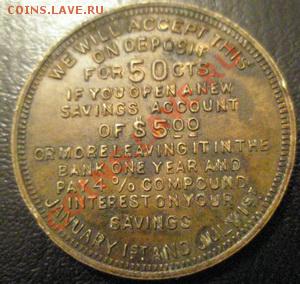 COINS.LAVE.RU
WE WILL ACCEPT THIS
ON DEPOSIT
FOR 50 CTS.
IF YOU OPEN A NEW
SAVINGS ACCOUNT
OF $5.00
OR MORE LEAVING IT IN THE
BANK ONE YEAR AND
PAY 4% COMPOUND
INTEREST ON YOUR
SAVINGS
JANUARY 1ST AND JULY 1ST